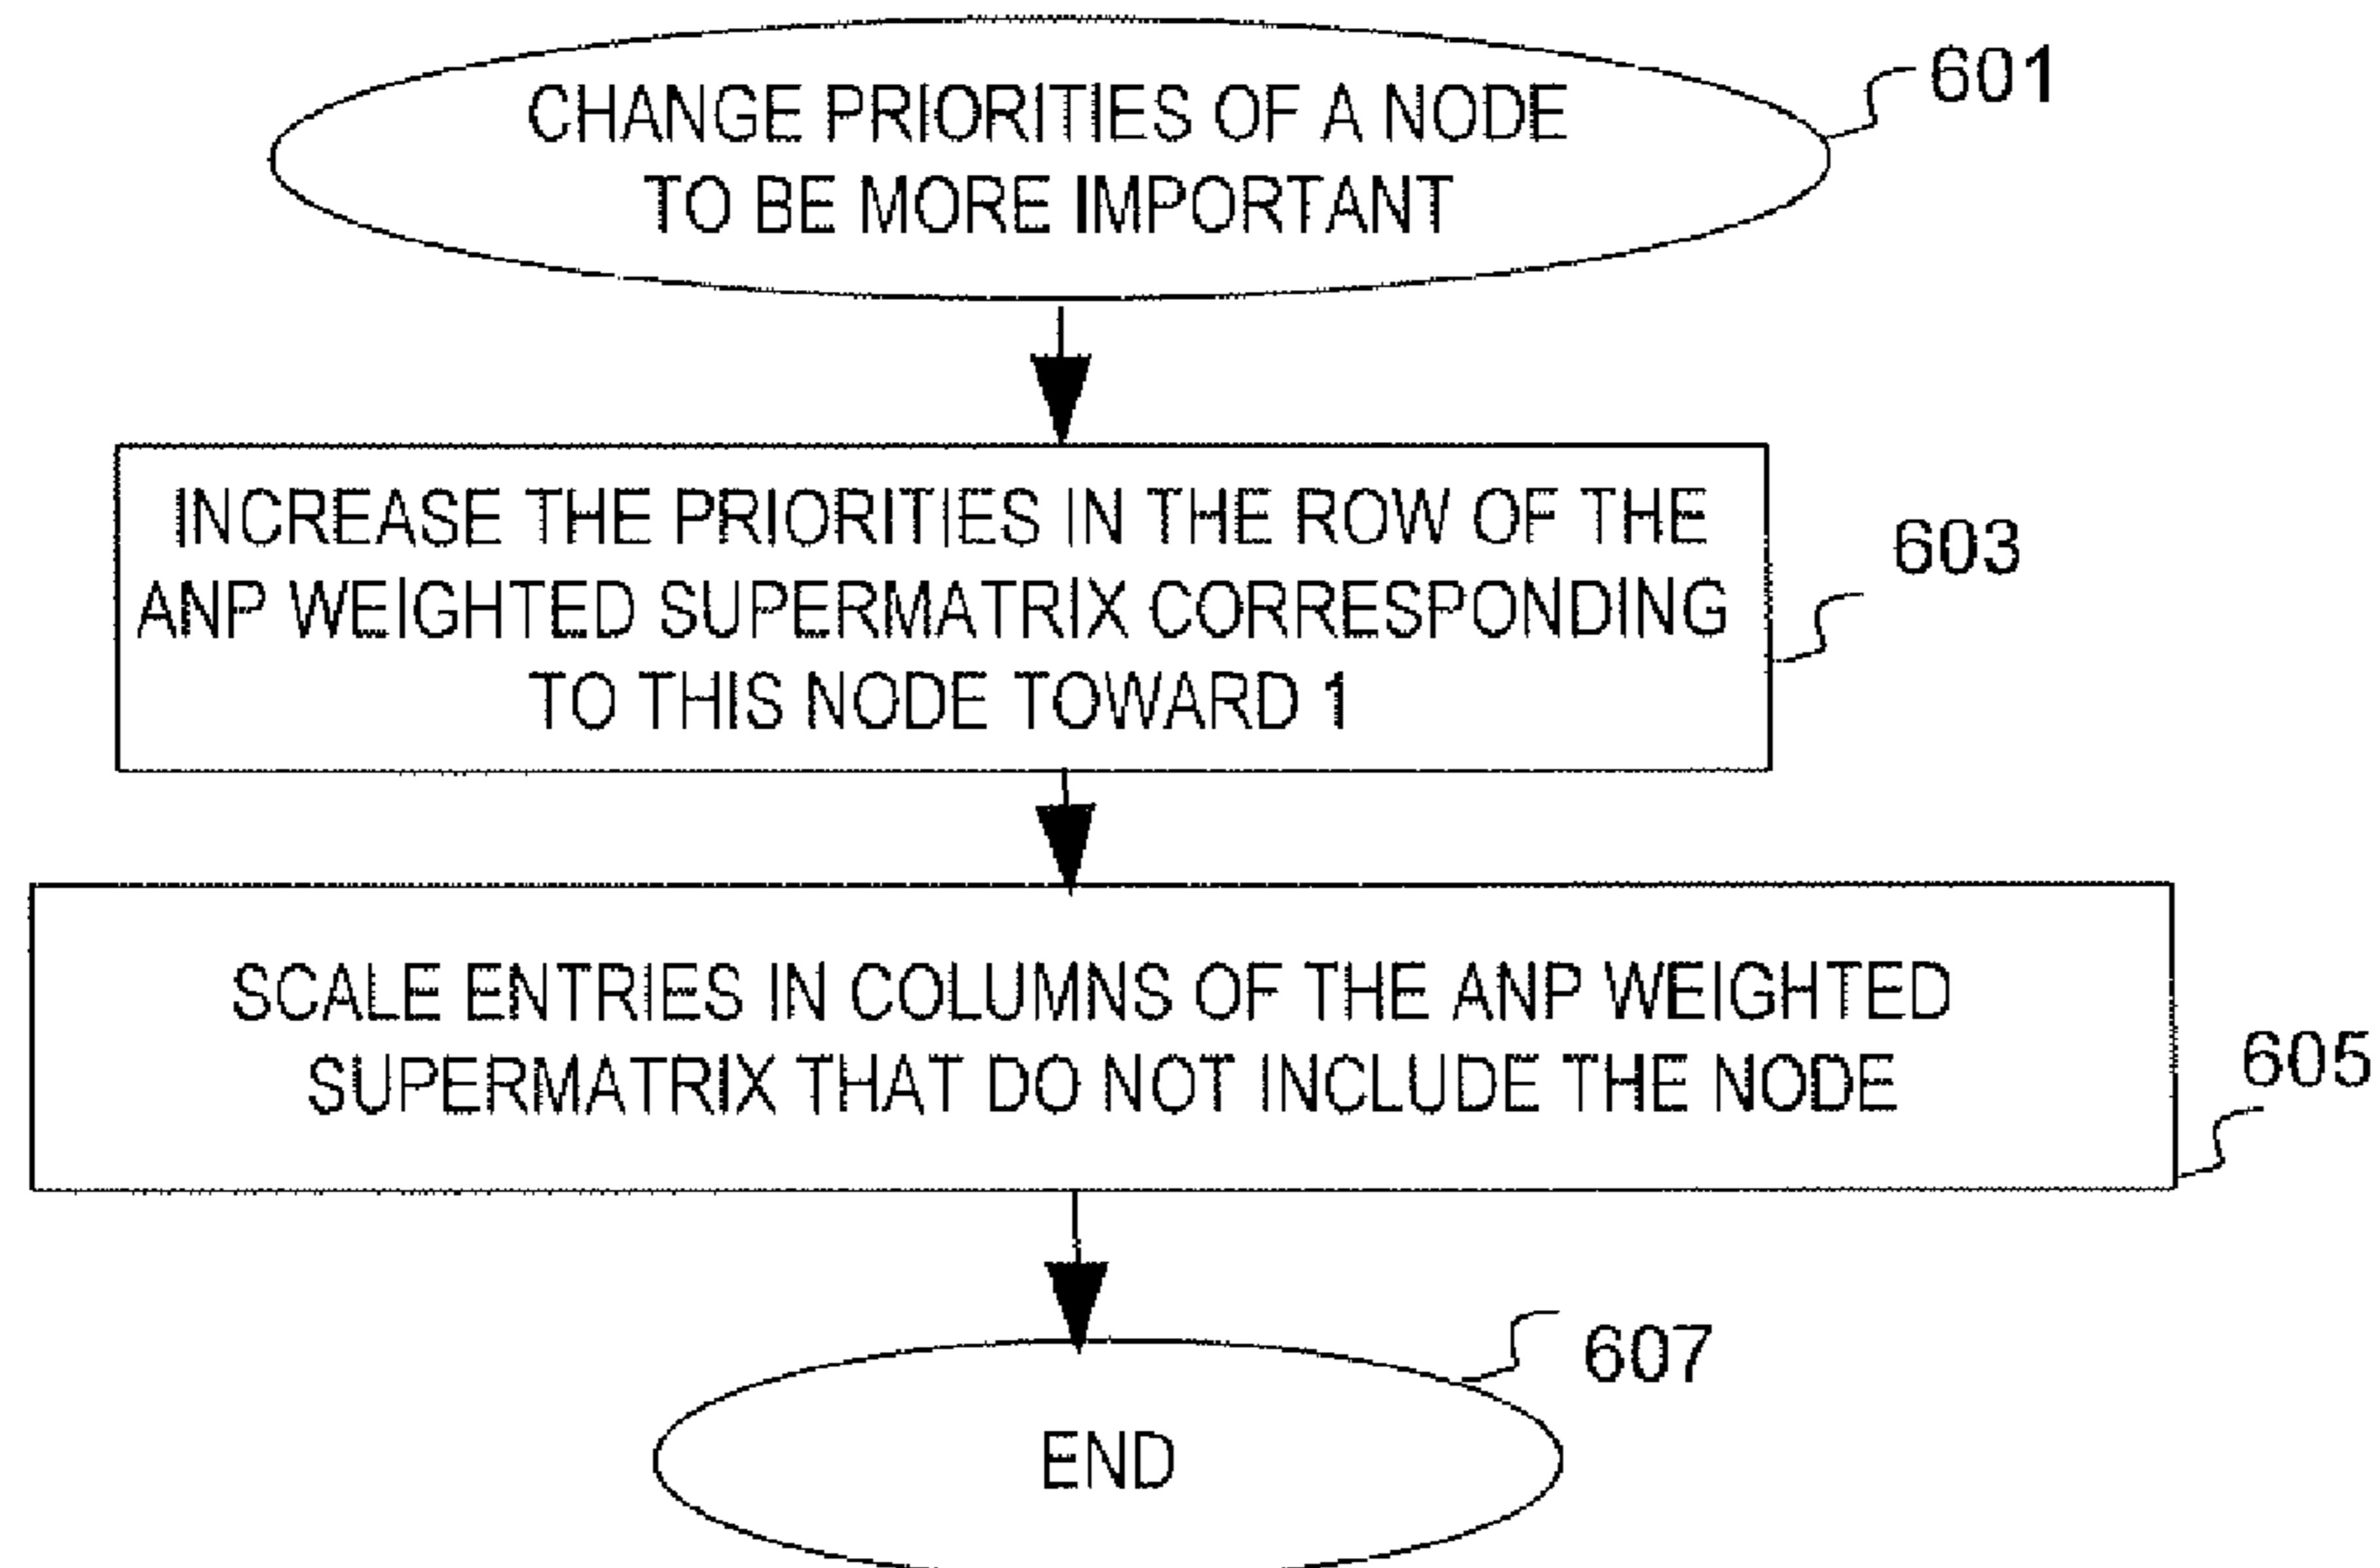 CHANGE PRIORITIES OF A NODE
TO BE MORE IMPORTANT
601
INCREASE THE PRIORITIES IN THE ROW OF THE
ANP WEIGHTED SUPERMATRIX CORRESPONDING
TO THIS NODE TOWARD 1
603
SCALE ENTRIES IN COLUMNS OF THE ANP WEIGHTED
SUPERMATRIX THAT DO NOT INCLUDE THE NODE
605
607
END